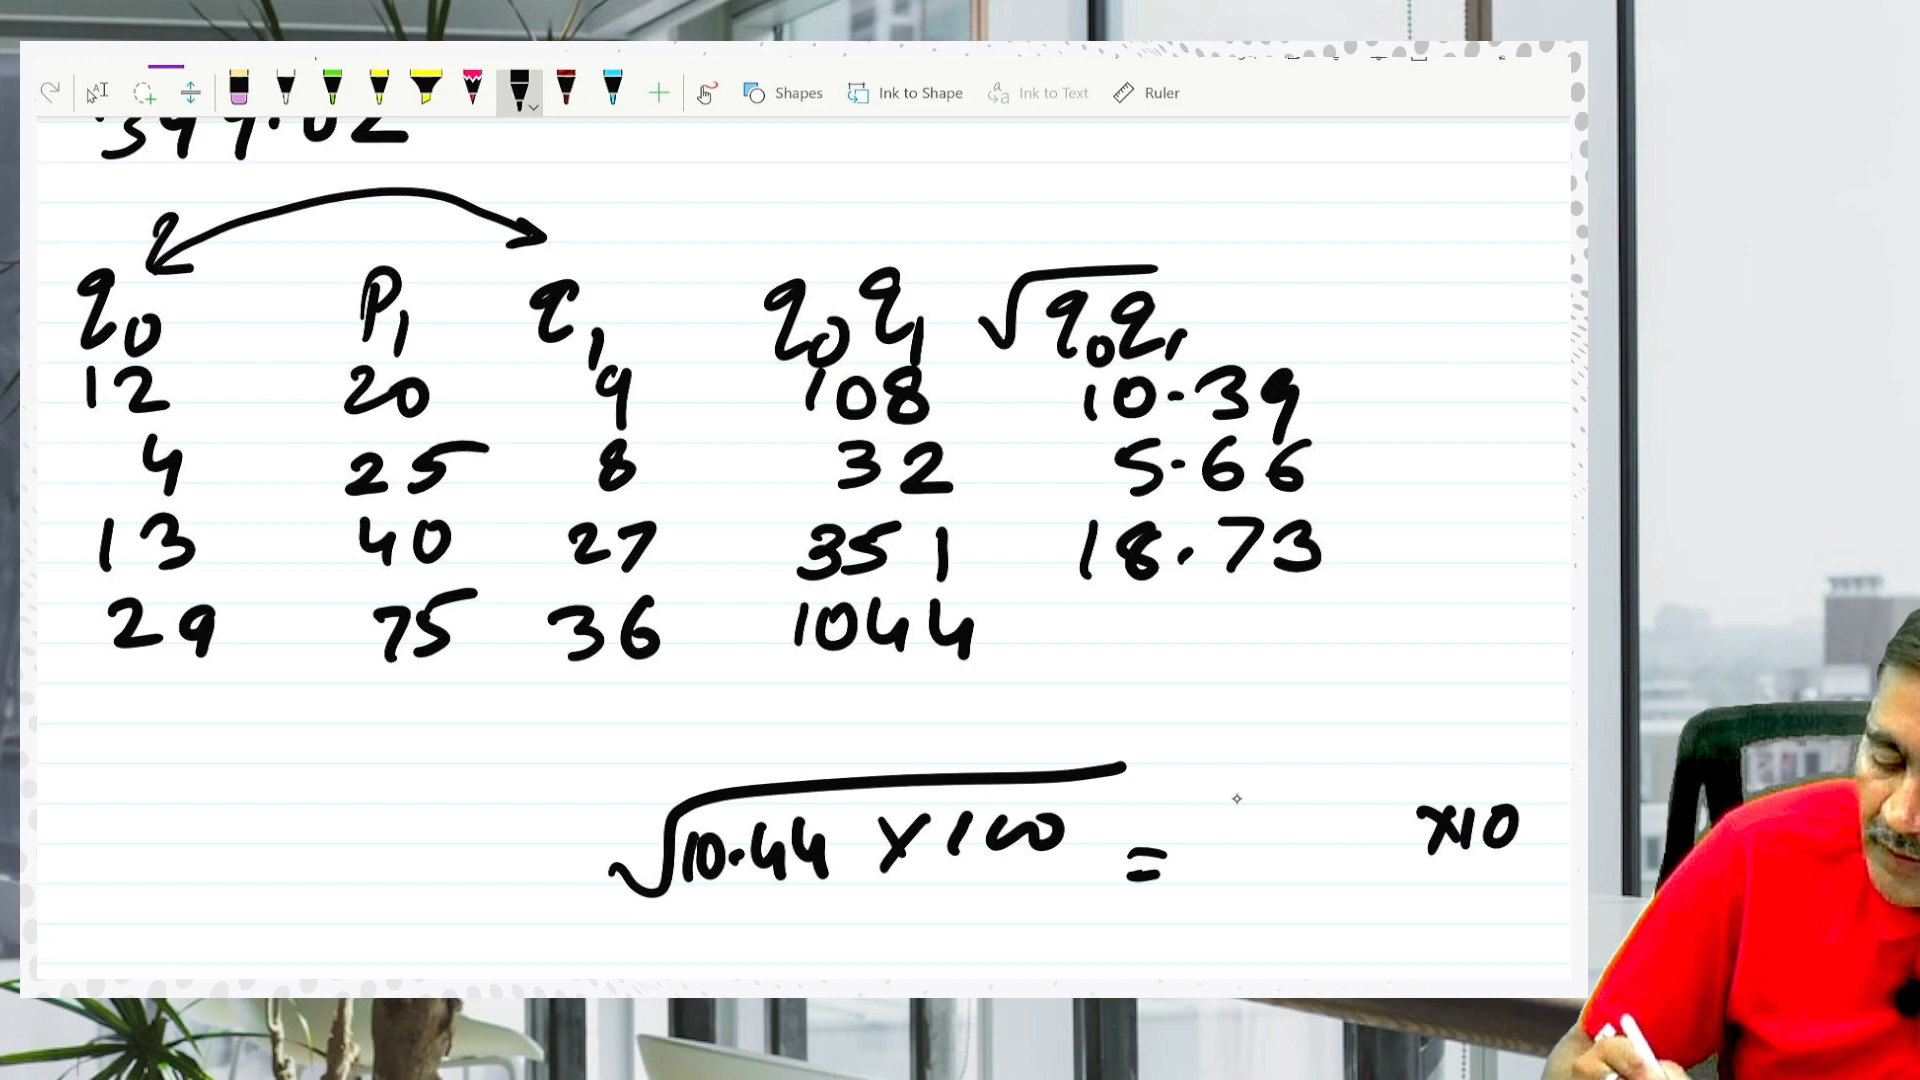 Shapes Ink to Shape Ink to Text Ruler
q₀ P₁ q₁ q₀q₁ √q₀q₁
12 20 9 108 10.39
4 25 8 32 5.66
13 40 27 351 18.73
29 75 36 1044
√10.44 × 100 = ×10